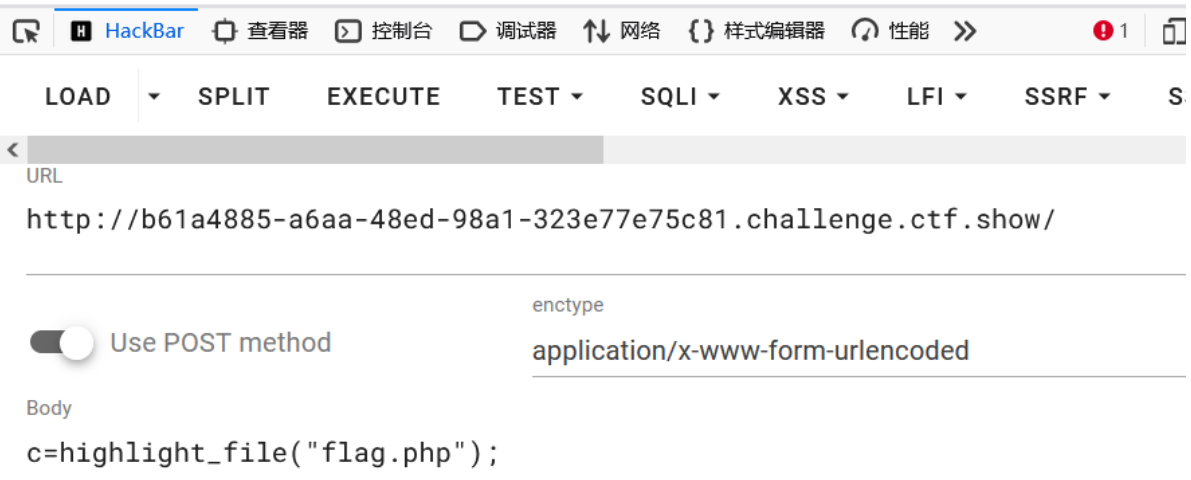 HackBar 查看器 控制台 调试器 网络 {} 样式编辑器 性能 1
LOAD SPLIT EXECUTE TEST SQLI XSS LFI SSRF
URL
http://b61a4885-a6aa-48ed-98a1-323e77e75c81.challenge.ctf.show/
enctype
Use POST method
application/x-www-form-urlencoded
Body
c=highlight_file("flag.php");